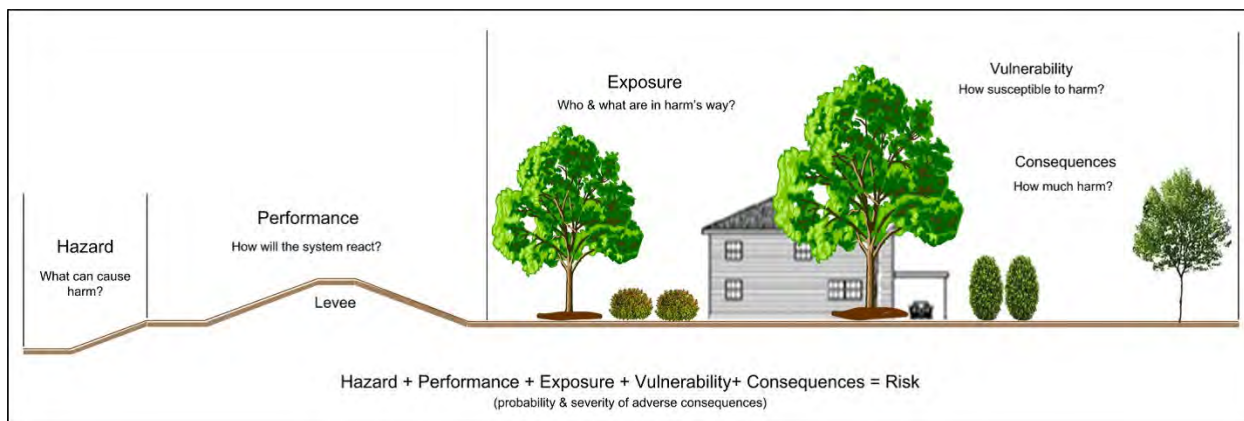 Hazard
What can cause
harm?
Performance
How will the system react?
Levee
Exposure
Who & what are in harm's way?
Vulnerability
How susceptible to harm?
Consequences
How much harm?
Hazard + Performance + Exposure + Vulnerability+ Consequences = Risk
(probability & severity of adverse consequences)